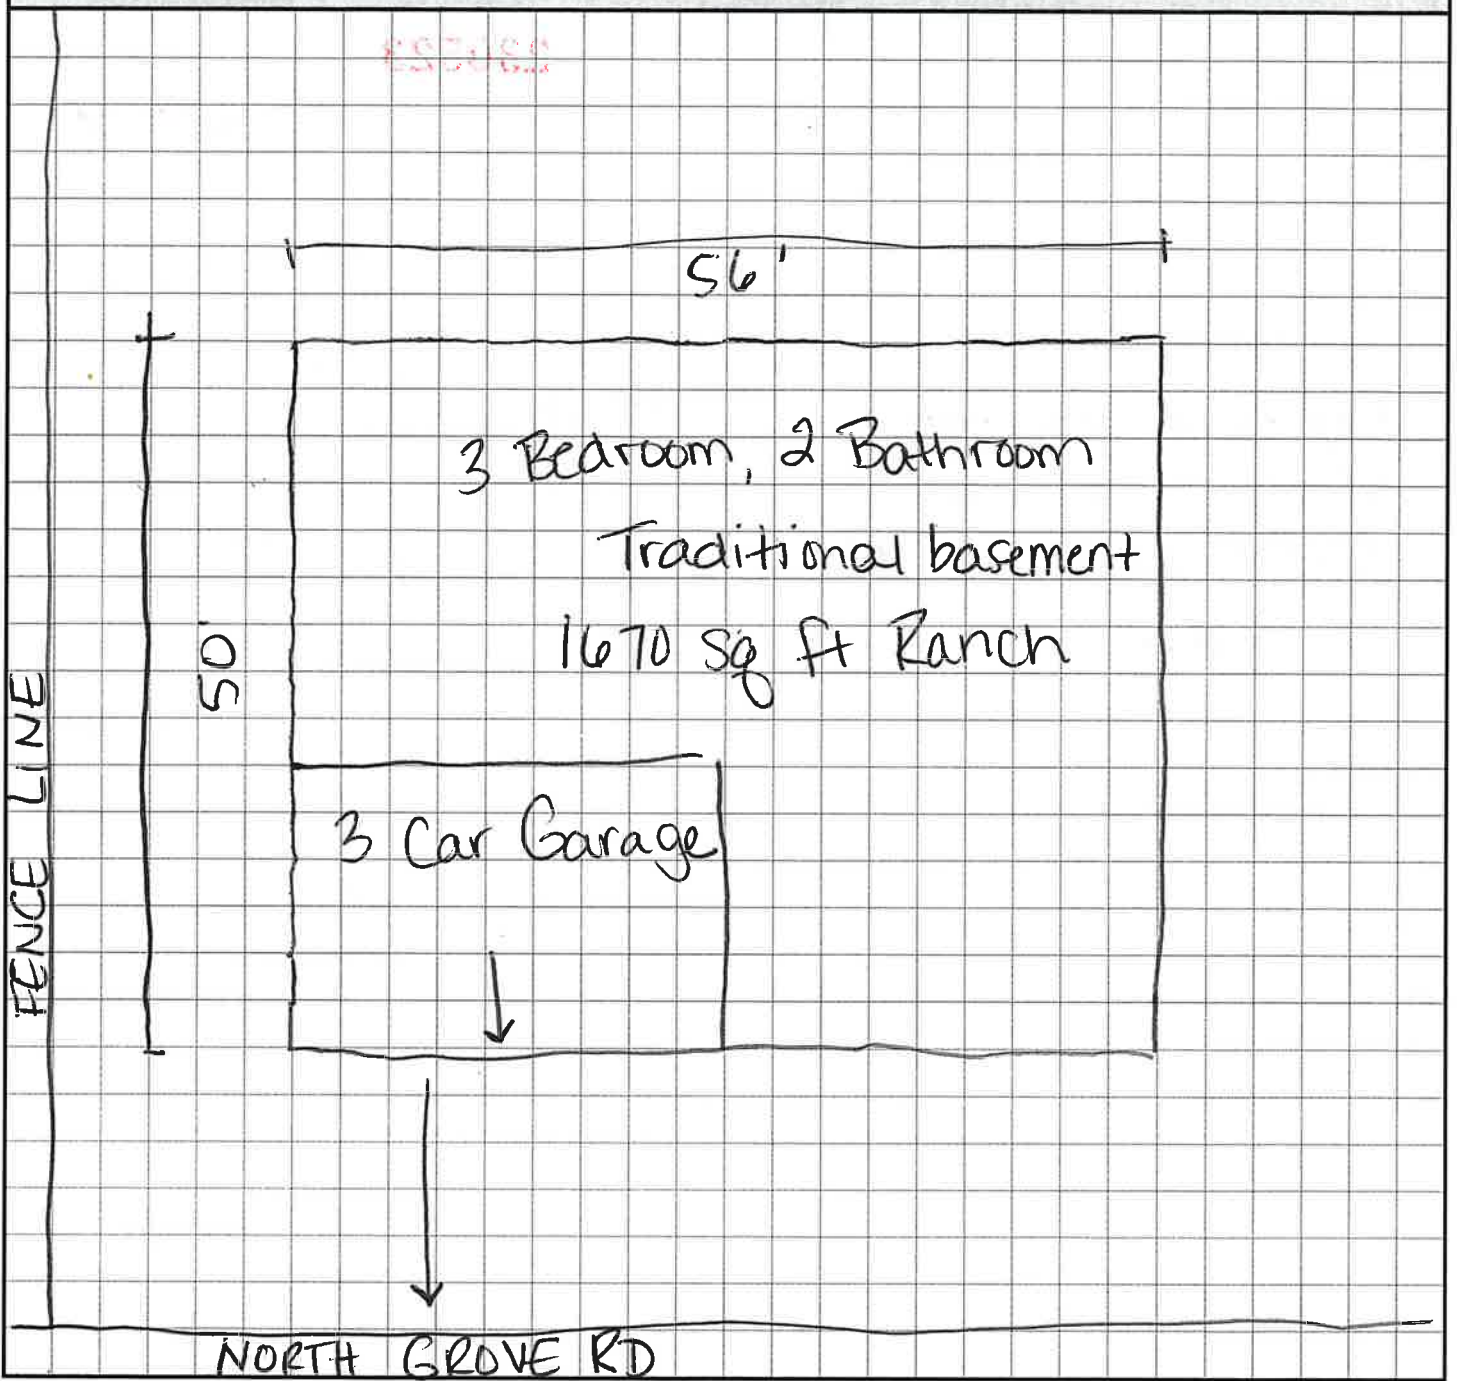 56'
3 Bedroom, 2 Bathroom
Traditional basement
1670 sq ft Ranch
50'
3 Car Garage
FENCE LINE
NORTH GROVE RD